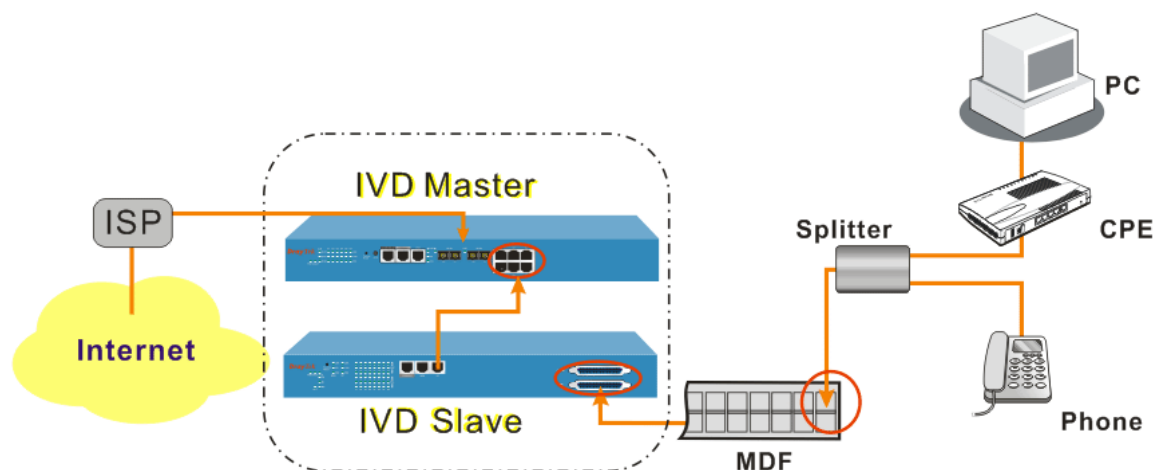 PC
IVD Master
ISP
Splitter
CPE
Internet
IVD Slave
Phone
MDF